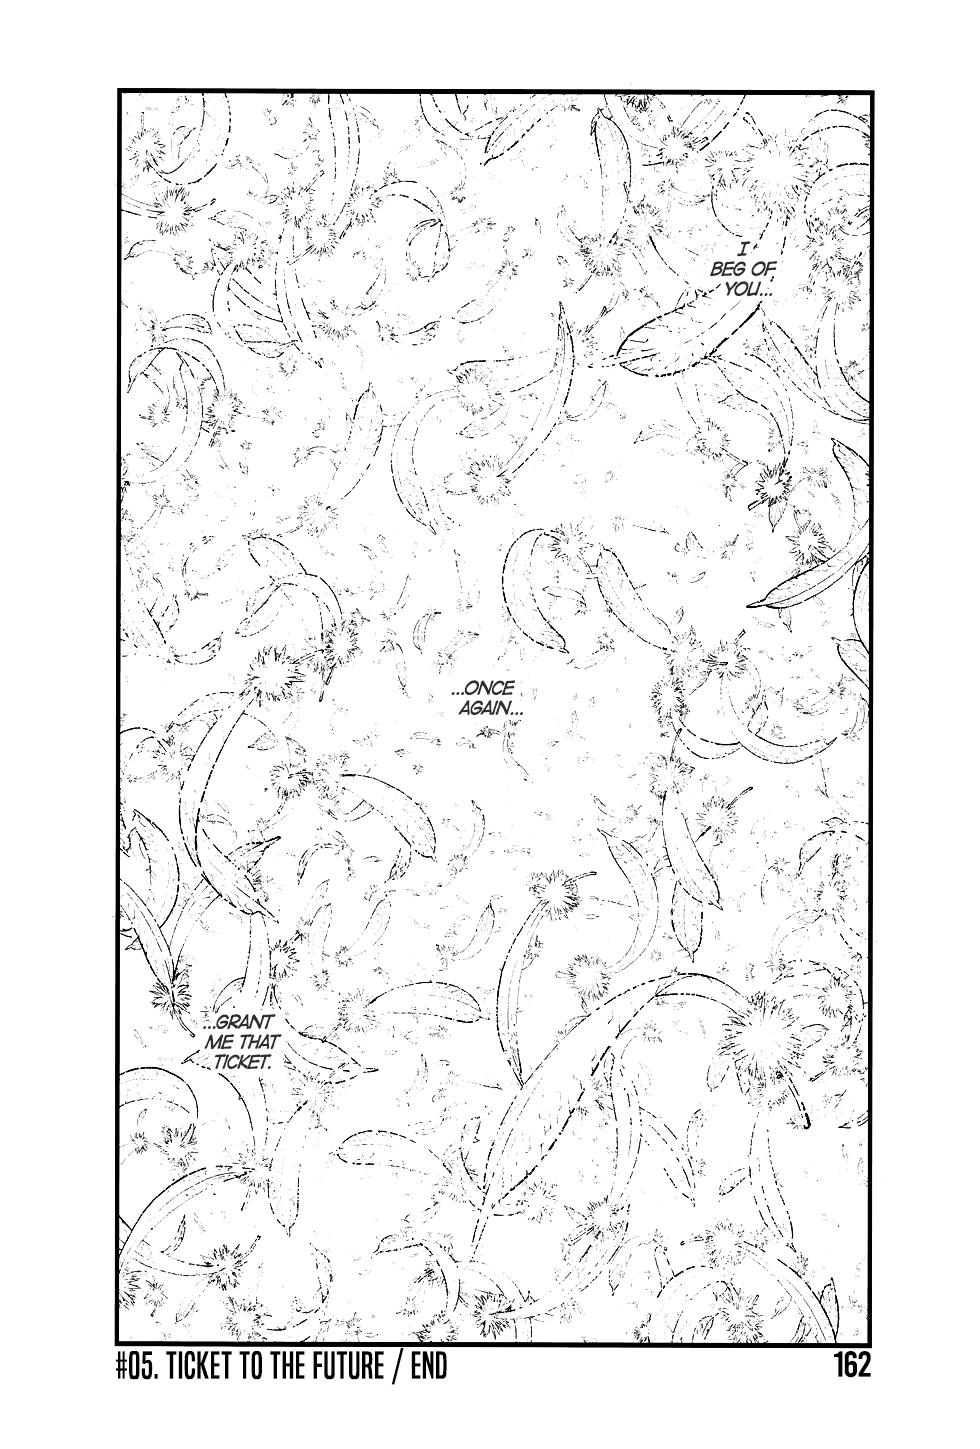 I
BEG OF
YOU...
...ONCE
AGAIN...
...GRANT
ME THAT
TICKET.
#05. TICKET TO THE FUTURE / END
162